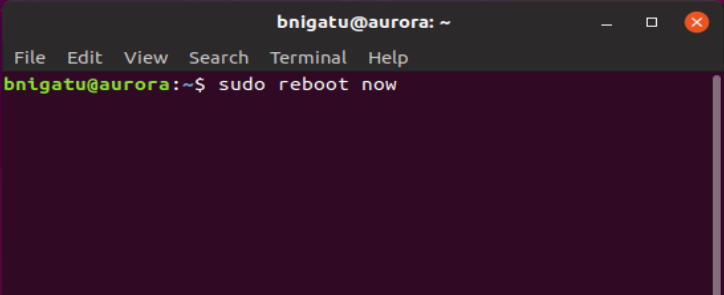 bnigatu@aurora: ~
File Edit View Search Terminal Help
bnigatu@aurora:~$ sudo reboot now